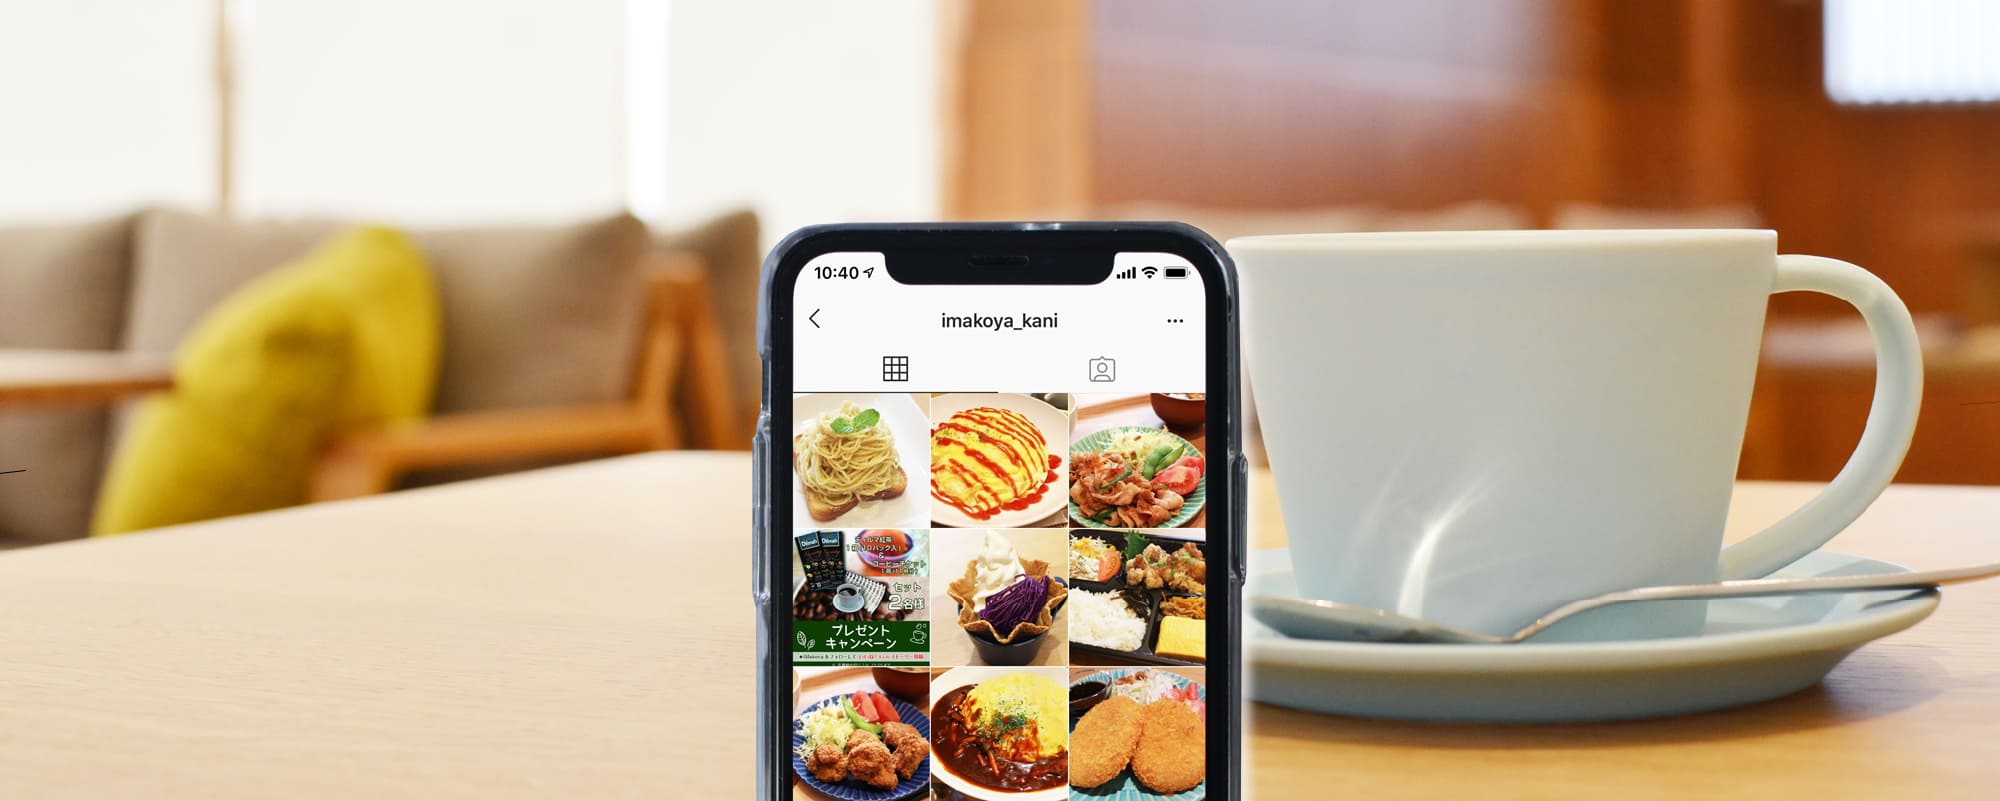 10:40
imakoya_kani
Dilmah Dilmah
ディルマ紅茶
1箱(10パック入)
&
コーヒーチケット
セット
2名様
プレゼント
キャンペーン